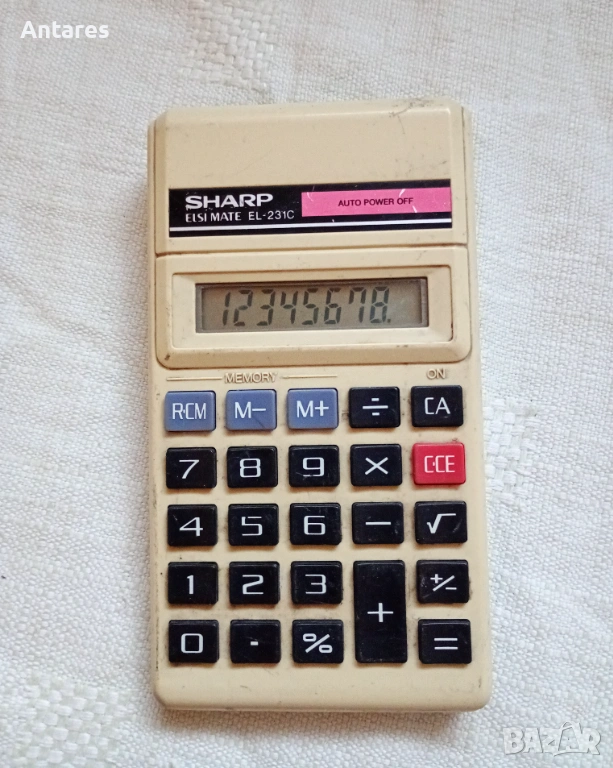 Antares
SHARP
ELSI MATE EL-231C
AUTO POWER OFF
12345678.
MEMORY ON
R·CM M− M+ ÷ CA
7 8 9 × C·CE
4 5 6 − √
1 2 3 + +/−
0 · % =
BAZAR